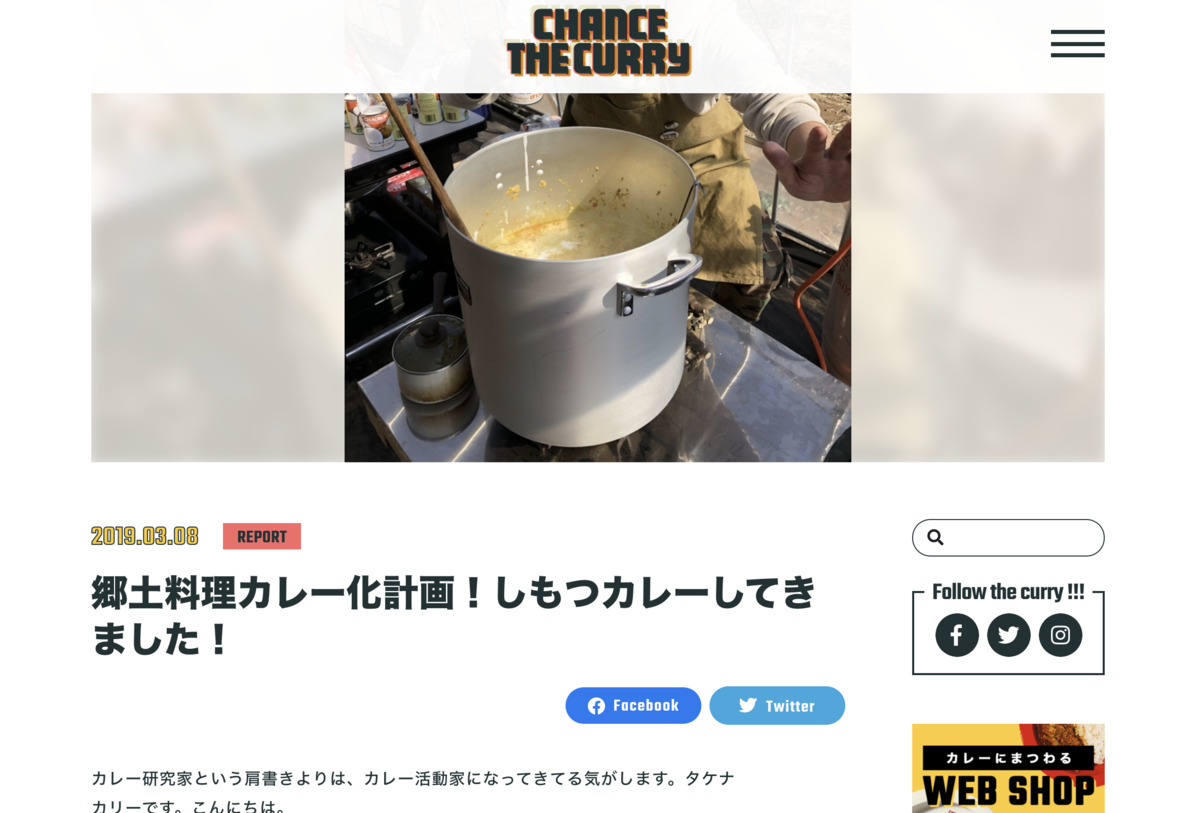 CHANCE
THE CURRY
2019.03.08
REPORT
郷土料理カレー化計画！しもつカレーしてき
ました！
Facebook
Twitter
カレー研究家という肩書きよりは、カレー活動家になってきてる気がします。タケナ
カリーです。こんにちは。
Follow the curry !!!
カレーにまつわる
WEB SHOP